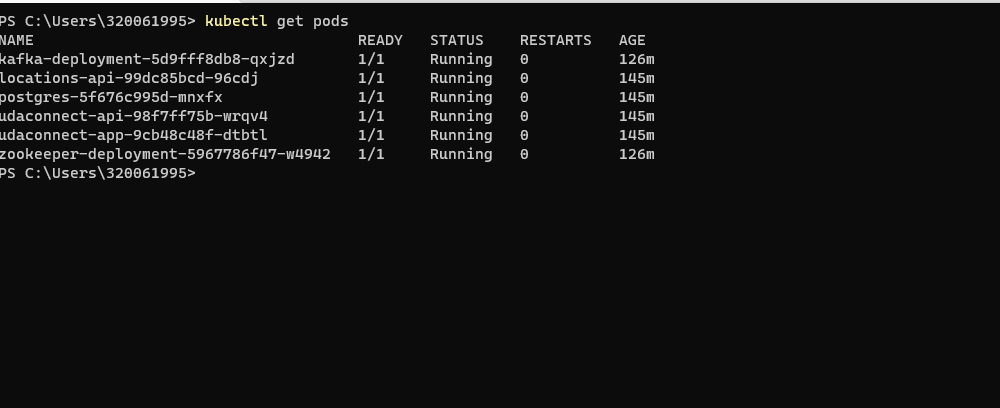 PS C:\Users\320061995> kubectl get pods
NAME READY STATUS RESTARTS AGE
kafka-deployment-5d9fff8db8-qxjzd 1/1 Running 0 126m
locations-api-99dc85bcd-96cdj 1/1 Running 0 145m
postgres-5f676c995d-mnxfx 1/1 Running 0 145m
udaconnect-api-98f7ff75b-wrqv4 1/1 Running 0 145m
udaconnect-app-9cb48c48f-dtbtl 1/1 Running 0 145m
zookeeper-deployment-5967786f47-w4942 1/1 Running 0 126m
PS C:\Users\320061995>